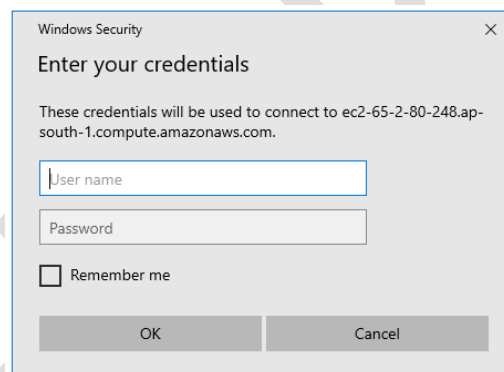 Windows Security
Enter your credentials
These credentials will be used to connect to ec2-65-2-80-248.ap-
south-1.compute.amazonaws.com.
User name
Password
Remember me
OK Cancel